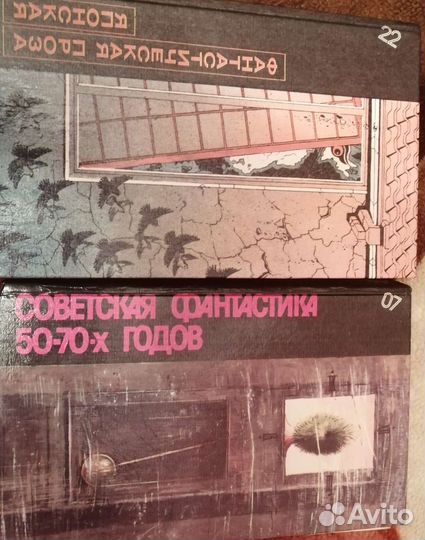 22
ЯПОНСКАЯ
ФАНТАСТИЧЕСКАЯ ПРОЗА
07
СОВЕТСКАЯ ФАНТАСТИКА
50-70-х ГОДОВ
Avito